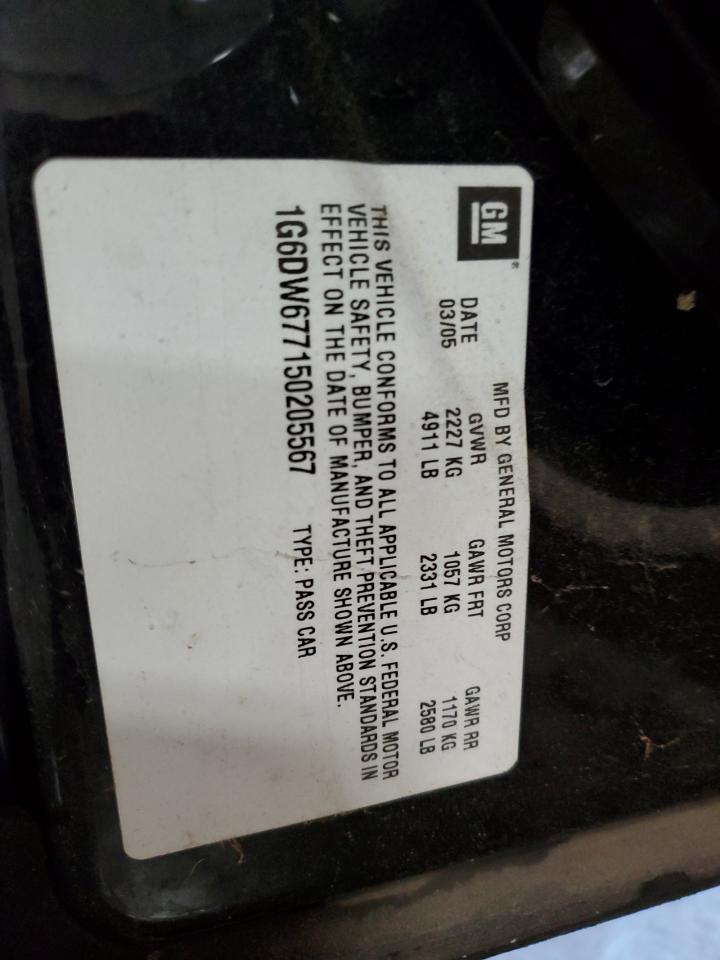 GM®
MFD BY GENERAL MOTORS CORP
DATE GVWR GAWR FRT GAWR RR
03/05 2227 KG 1057 KG 1170 KG
4911 LB 2331 LB 2580 LB
THIS VEHICLE CONFORMS TO ALL APPLICABLE U.S. FEDERAL MOTOR
VEHICLE SAFETY, BUMPER, AND THEFT PREVENTION STANDARDS IN
EFFECT ON THE DATE OF MANUFACTURE SHOWN ABOVE.
1G6DW677150205567 TYPE: PASS CAR